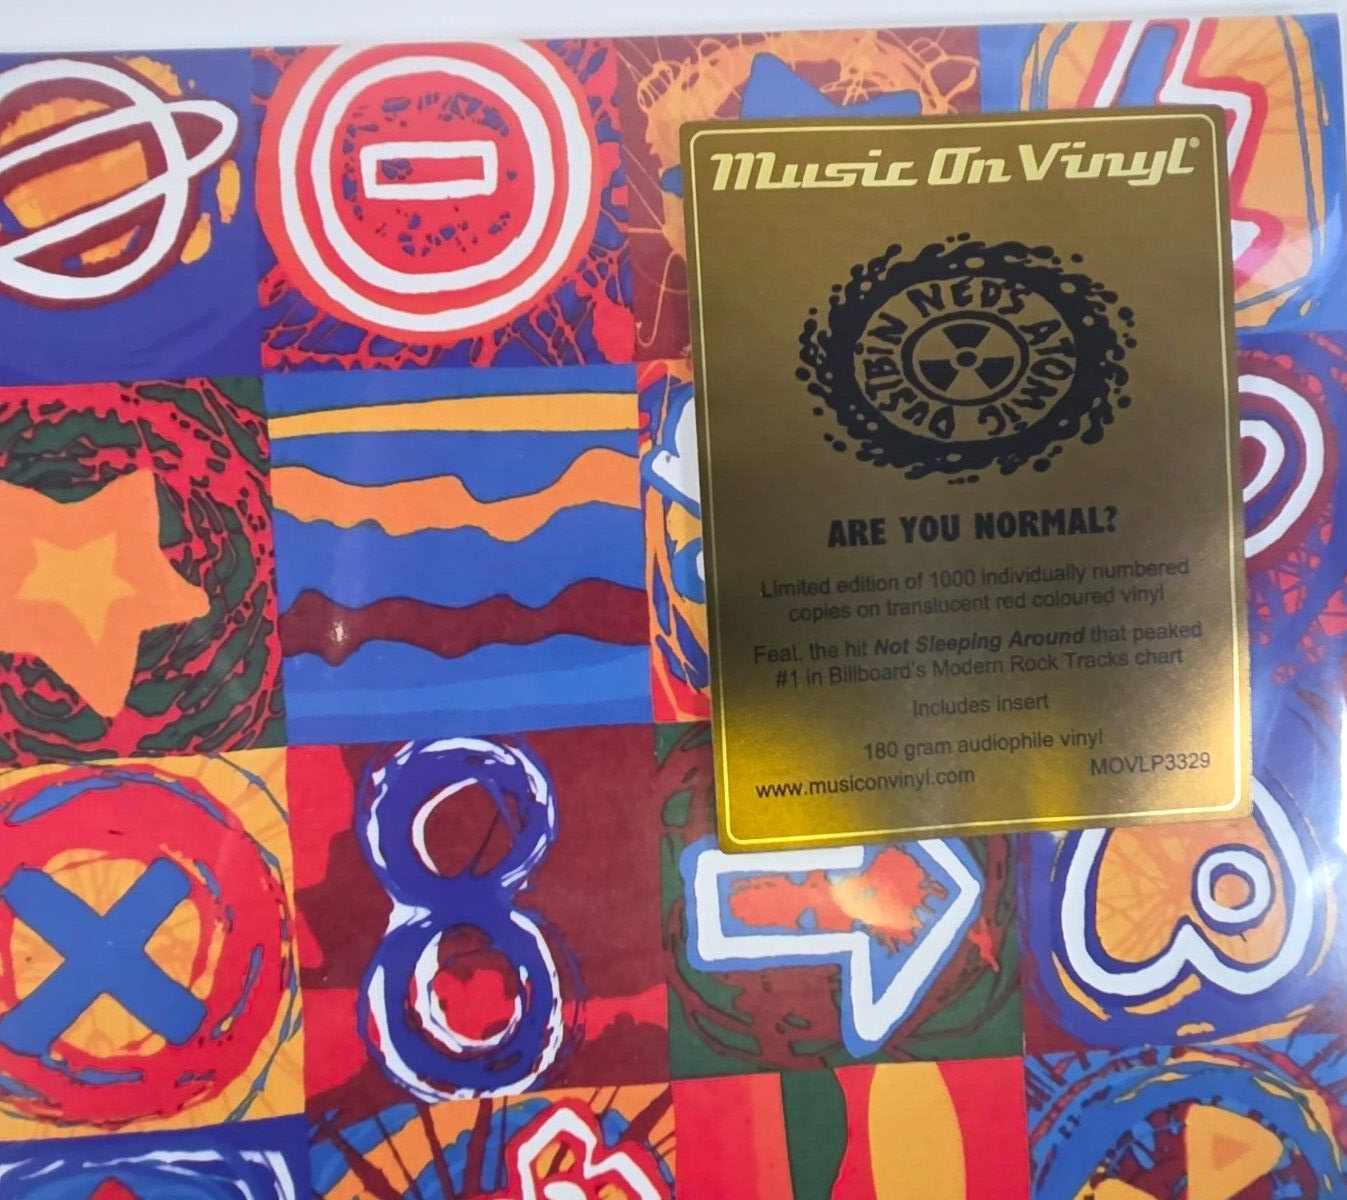 Music On Vinyl®
NED'S ATOMIC DUSTBIN
ARE YOU NORMAL?
Limited edition of 1000 individually numbered
copies on translucent red coloured vinyl
Feat. the hit Not Sleeping Around that peaked
#1 in Billboard's Modern Rock Tracks chart
Includes insert
180 gram audiophile vinyl
www.musiconvinyl.com
MOVLP3329
8